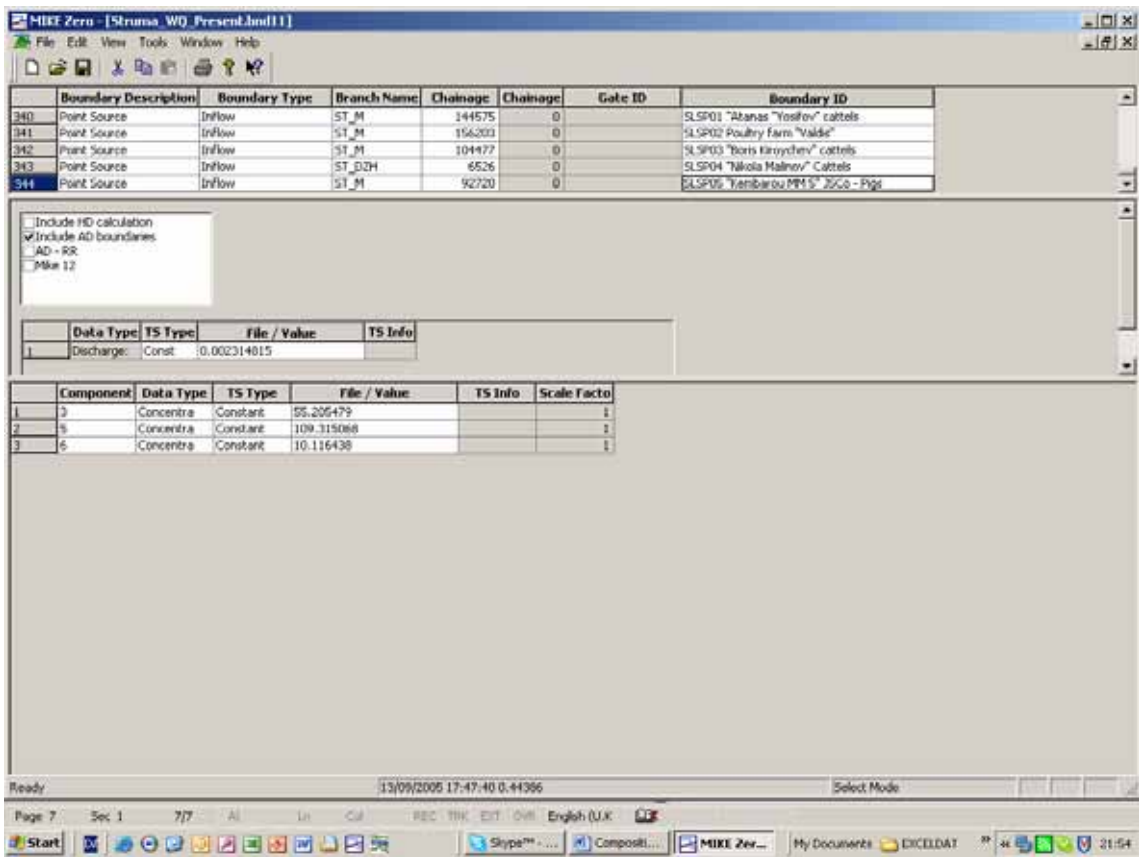 MIKE Zero - [Struma_WQ_Present.bnd11]
File Edit View Tools Window Help
Boundary Description Boundary Type Branch Name Chainage Chainage Gate ID Boundary ID
340 Point Source Inflow ST_M 144575 0 SLSP01 "Atanas "Yosifov" cattels
341 Point Source Inflow ST_M 156203 0 SLSP02 Poultry Farm "Valdis"
342 Point Source Inflow ST_M 104477 0 SLSP03 "Boris Kiroychev" cattels
343 Point Source Inflow ST_DZH 6526 0 SLSP04 "Nikola Malinov" Cattels
344 Point Source Inflow ST_M 92720 0 SLSP05 "Kembarou MM S" JSCo - Pigs
Include HD calculation
Include AD boundaries
AD - RR
Mike 12
Data Type TS Type File / Value TS Info
1 Discharge: Const 0.002314815
Component Data Type TS Type File / Value TS Info Scale Facto
1 3 Concentra Constant 55.205479 1
2 5 Concentra Constant 109.315068 1
3 6 Concentra Constant 10.116438 1
Ready 13/09/2005 17:47:40 0.44386 Select Mode
Page 7 Sec 1 7/7 At Ln Col REC TRK EXT OVR English (U.K
Start Skype™ - ... Compositi... MIKE Zer... My Documents EXCELDAT 21:54